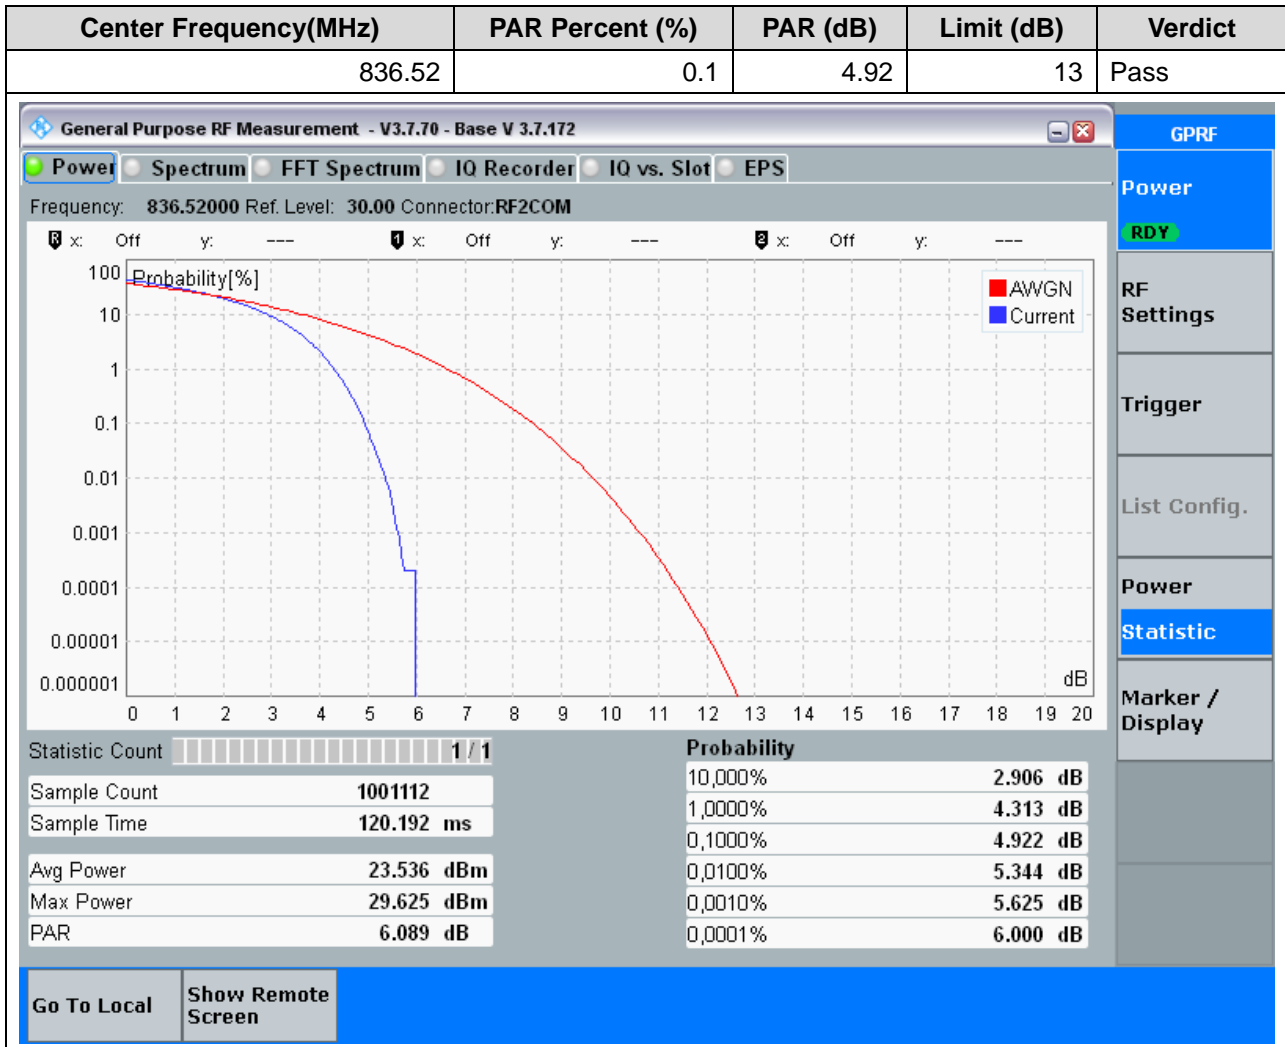 Center Frequency(MHz) PAR Percent (%) PAR (dB) Limit (dB) Verdict
836.52 0.1 4.92 13 Pass
General Purpose RF Measurement - V3.7.70 - Base V 3.7.172
GPRF
Power Spectrum FFT Spectrum IQ Recorder IQ vs. Slot EPS
Power
RDY
Frequency: 836.52000 Ref. Level: 30.00 Connector:RF2COM
R x: Off y: --- 1 x: Off y: --- 2 x: Off y: ---
Probability[%]
AWGN
Current
100
10
1
0.1
0.01
0.001
0.0001
0.00001
0.000001
dB
0 1 2 3 4 5 6 7 8 9 10 11 12 13 14 15 16 17 18 19 20
RF
Settings
Trigger
List Config.
Power
Statistic
Marker /
Display
Statistic Count 1 / 1
Sample Count 1001112
Sample Time 120.192 ms
Avg Power 23.536 dBm
Max Power 29.625 dBm
PAR 6.089 dB
Probability
10,000% 2.906 dB
1,0000% 4.313 dB
0,1000% 4.922 dB
0,0100% 5.344 dB
0,0010% 5.625 dB
0,0001% 6.000 dB
Go To Local
Show Remote
Screen